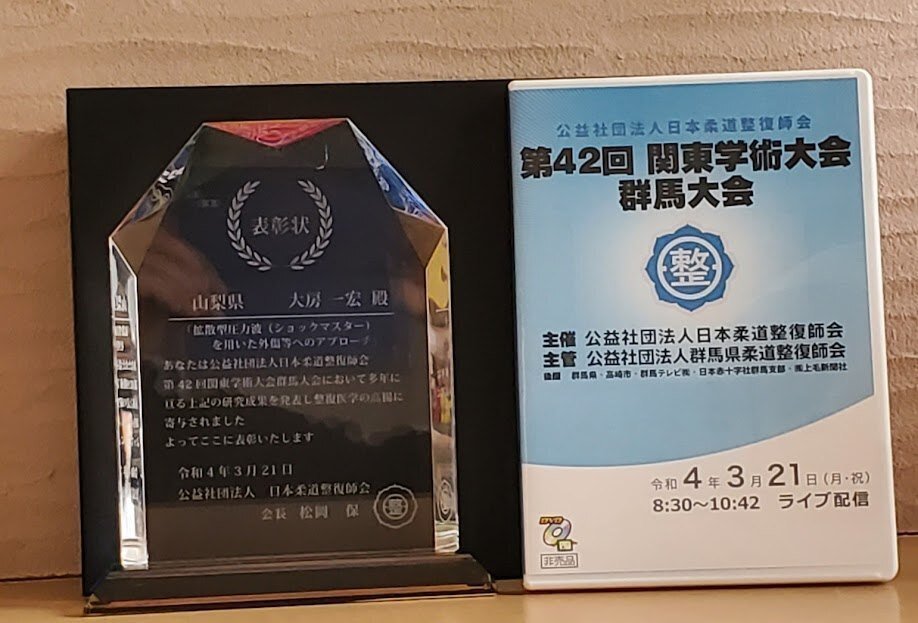 表彰状
山梨県 大房 一宏 殿
「拡散型圧力波（ショックマスター）
を用いた外傷等へのアプローチ
あなたは公益社団法人日本柔道整復師会
第42回関東学術大会群馬大会において多年に
亘る上記の研究成果を発表し整復医学の高揚に
寄与されました
よってここに表彰いたします
令和4年3月21日
公益社団法人 日本柔道整復師会
会長 松岡 保
整
公益社団法人日本柔道整復師会
第42回 関東学術大会
群馬大会
整
主催 公益社団法人日本柔道整復師会
主管 公益社団法人群馬県柔道整復師会
後援 群馬県・高崎市・群馬テレビ㈱・日本赤十字社群馬支部・㈱上毛新聞社
令和 4 年 3 月 21 日(月・祝)
8:30～10:42 ライブ配信
DVD
非売品